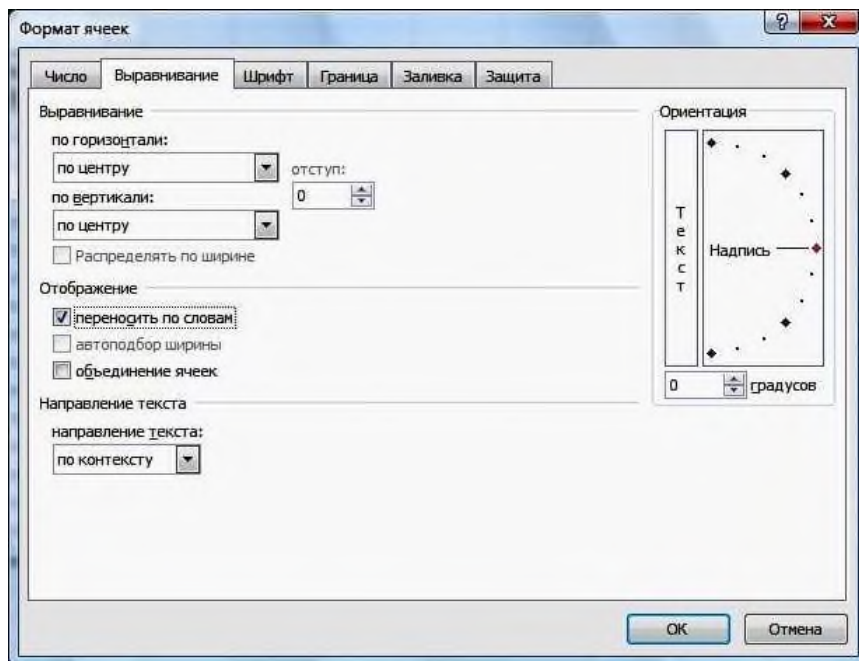 Формат ячеек
Число Выравнивание Шрифт Граница Заливка Защита
Выравнивание
по горизонтали:
по центру
отступ:
0
по вертикали:
по центру
Распределять по ширине
Отображение
переносить по словам
автоподбор ширины
объединение ячеек
Направление текста
направление текста:
по контексту
Ориентация
Текст
Надпись
0 градусов
ОК Отмена